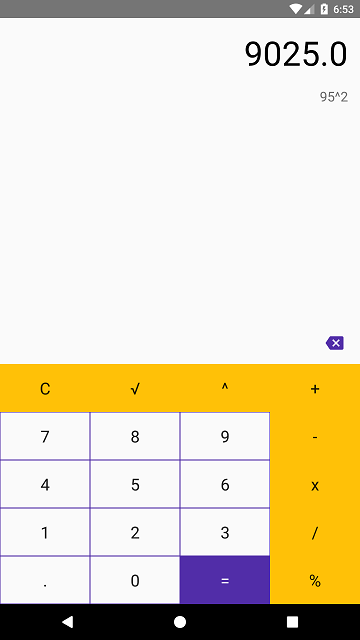 6:53
9025.0
95^2
C √ ^ +
7 8 9 -
4 5 6 x
1 2 3 /
. 0 = %